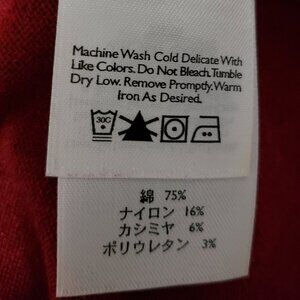 Machine Wash Cold Delicate With
Like Colors. Do Not Bleach. Tumble
Dry Low. Remove Promptly. Warm
Iron As Desired.
30C
綿 75%
ナイロン 16%
カシミヤ 6%
ポリウレタン 3%